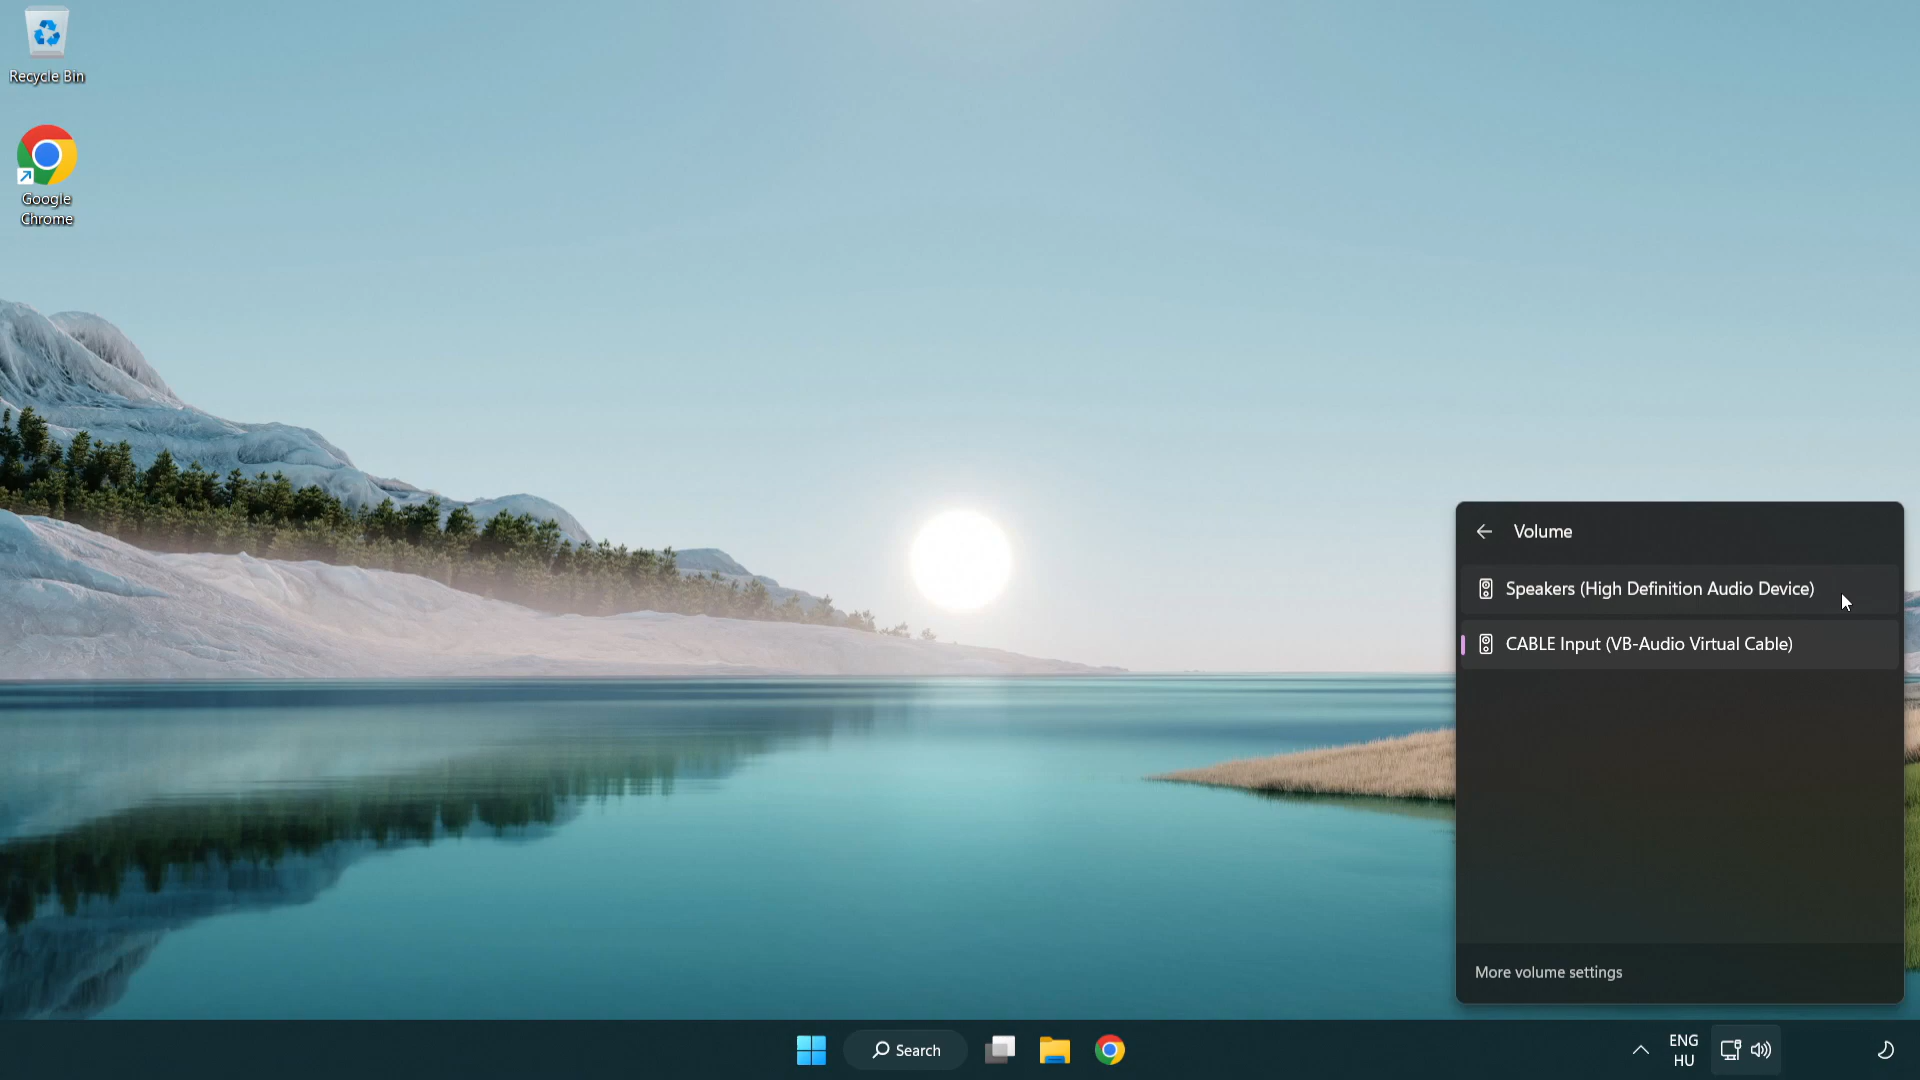 Recycle Bin
Google
Chrome
Volume
Speakers (High Definition Audio Device)
CABLE Input (VB-Audio Virtual Cable)
More volume settings
Search
ENG
HU